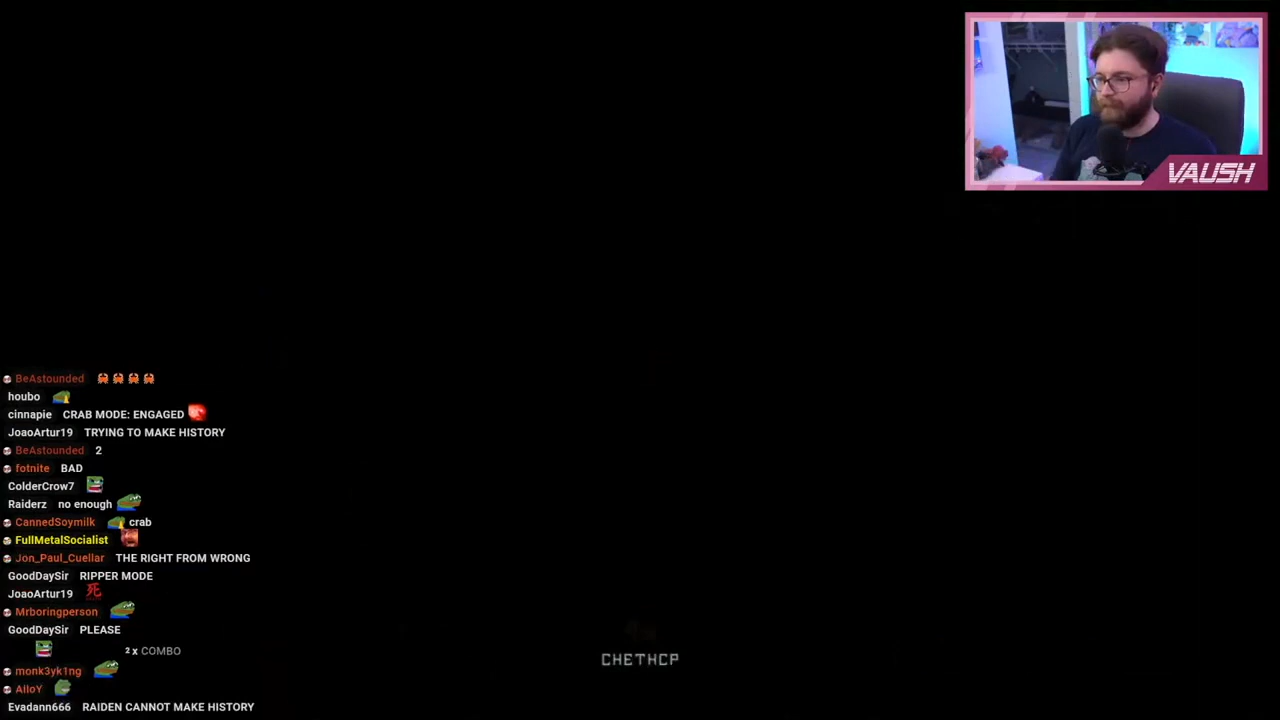 VAUSH
BeAstounded
houbo
cinnapie CRAB MODE: ENGAGED
JoaoArtur19 TRYING TO MAKE HISTORY
BeAstounded 2
fotnite BAD
ColderCrow7
Raiderz no enough
CannedSoymilk crab
FullMetalSocialist
Jon_Paul_Cuellar THE RIGHT FROM WRONG
GoodDaySir RIPPER MODE
JoaoArtur19 死
Mrboringperson
GoodDaySir PLEASE
2 x COMBO
monk3yk1ng
AlloY
Evadann666 RAIDEN CANNOT MAKE HISTORY
CHETHCP